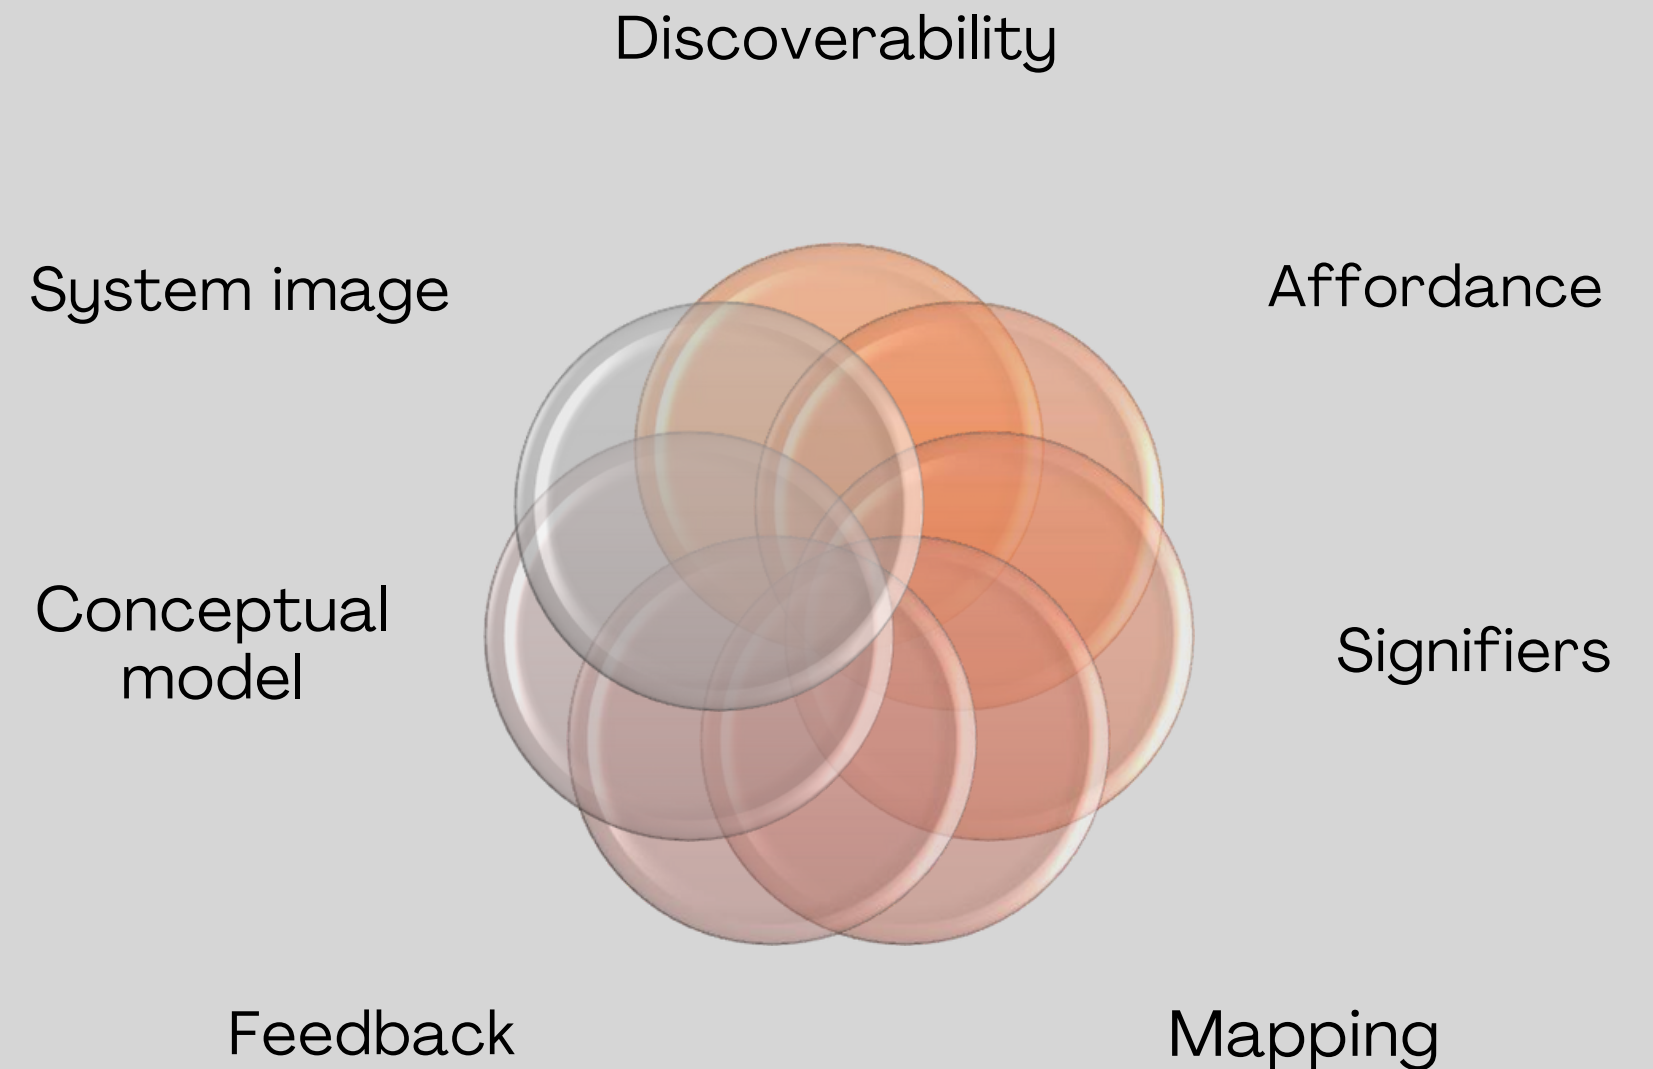 Discoverability
System image
Affordance
Conceptual
model
Signifiers
Feedback
Mapping